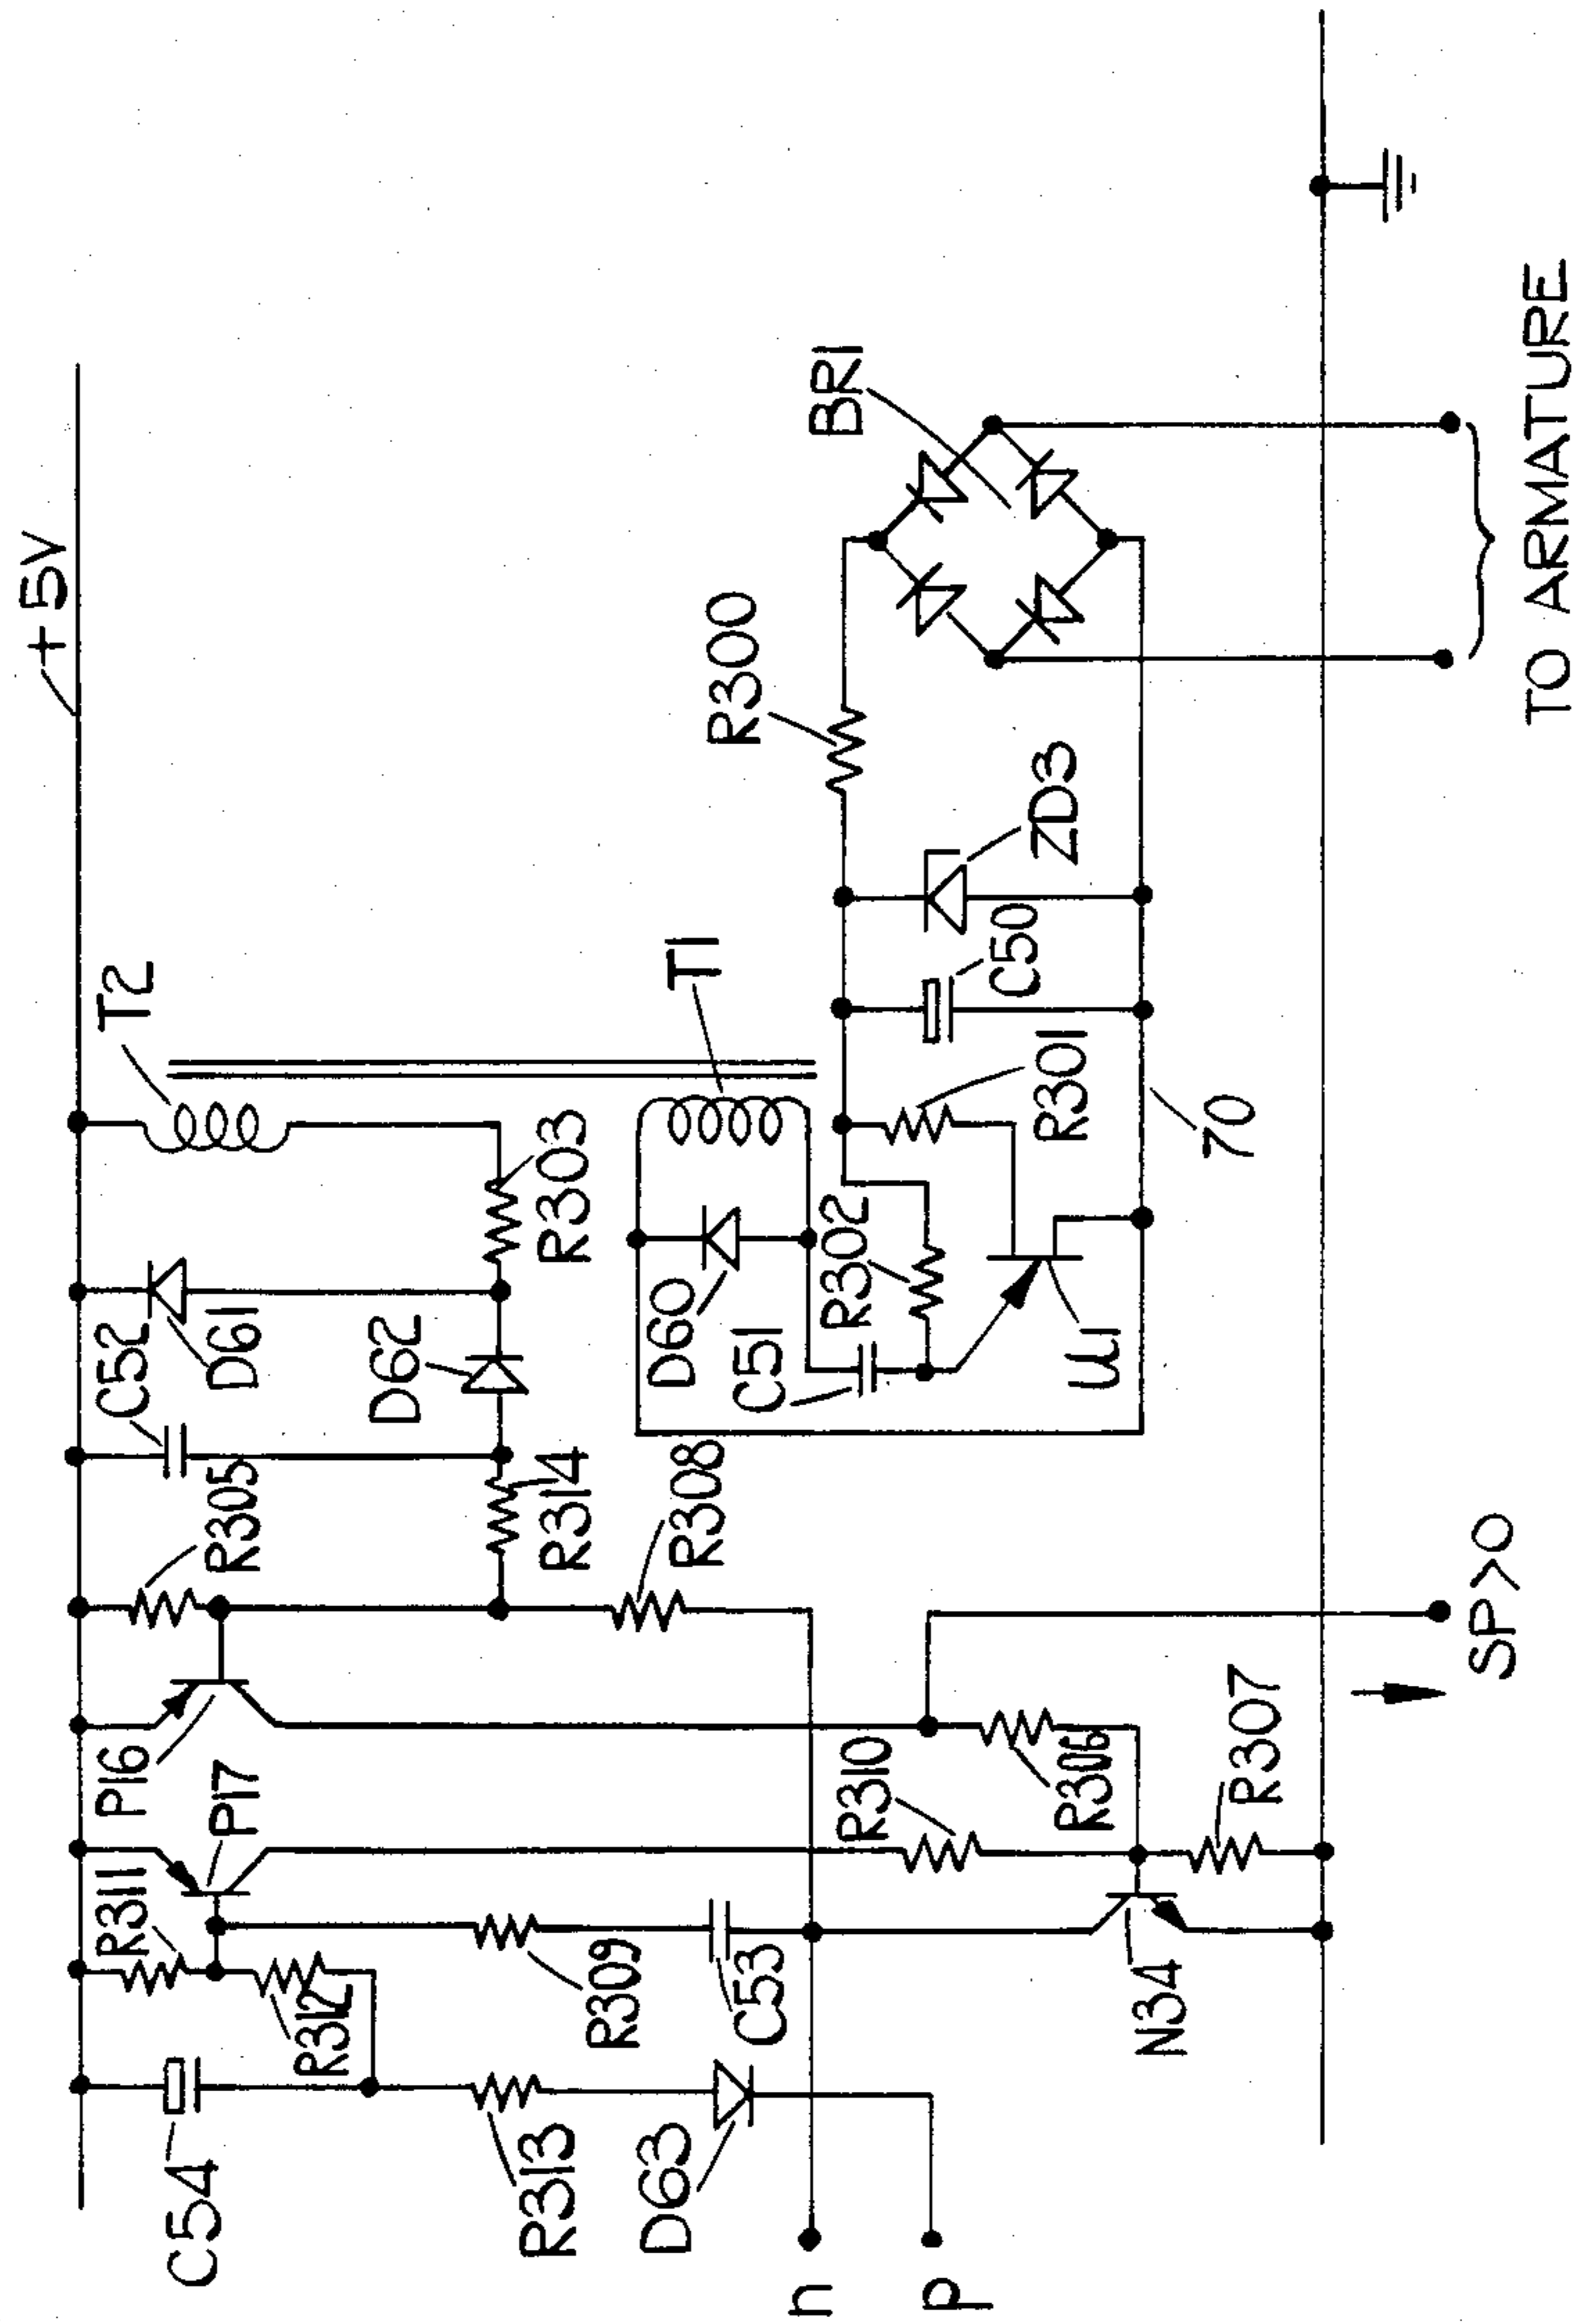 +5V
T2
C52
D61
R305
P16
P17
R311
R312
C54
R303
D62
R314
R308
R309
R313
D63
C53
T1
D60
C51
R302
R300
BR1
ZD3
C50
R301
70
R310
R306
R307
N34
n
p
SP>0
TO ARMATURE